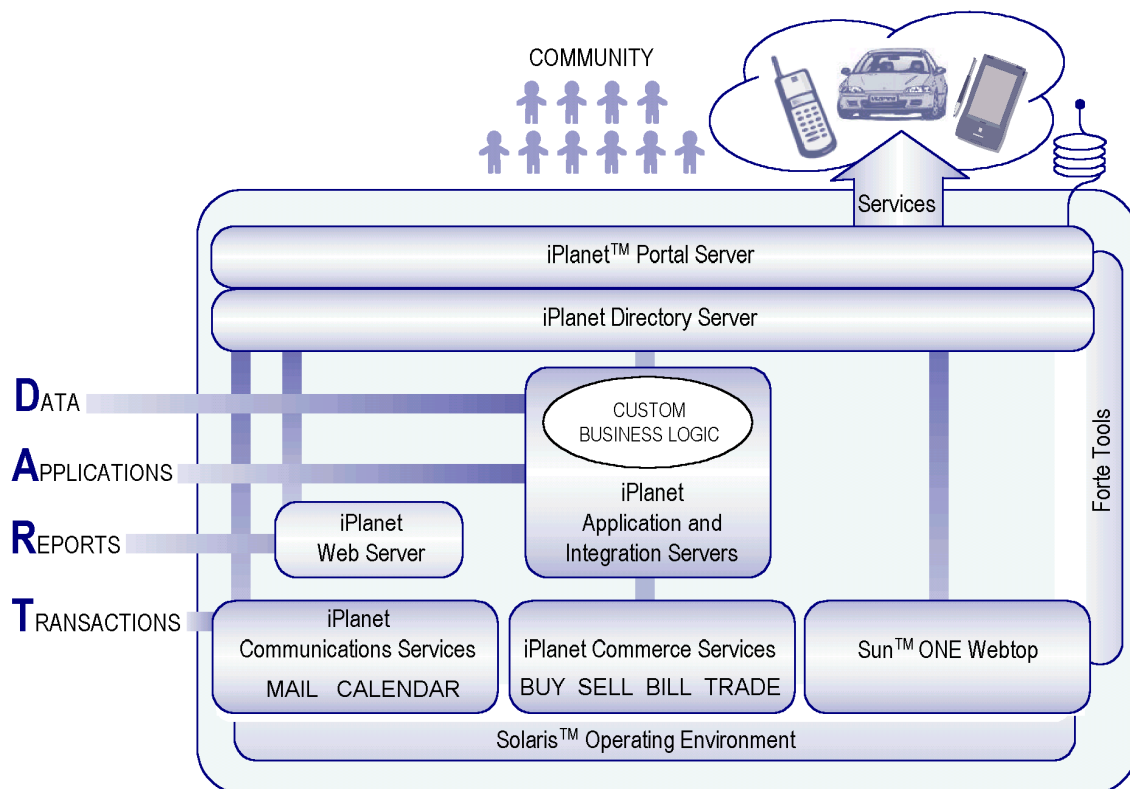 COMMUNITY
Services
iPlanet™ Portal Server
iPlanet Directory Server
DATA
APPLICATIONS
REPORTS
TRANSACTIONS
CUSTOM
BUSINESS LOGIC
iPlanet
Application and
Integration Servers
iPlanet
Web Server
iPlanet
Communications Services
MAIL CALENDAR
iPlanet Commerce Services
BUY SELL BILL TRADE
Sun™ ONE Webtop
Forte Tools
Solaris™ Operating Environment